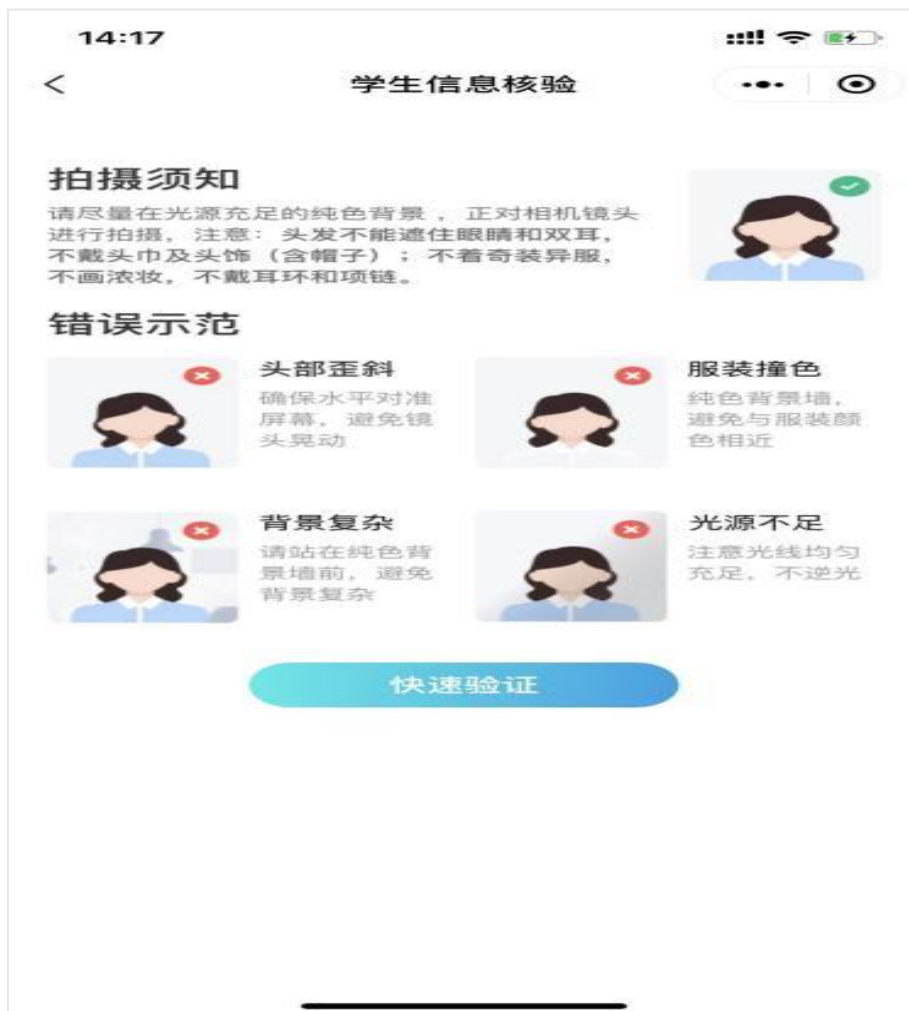 14:17
学生信息核验
拍摄须知
请尽量在光源充足的纯色背景，正对相机镜头
进行拍摄，注意：头发不能遮住眼睛和双耳，
不戴头巾及头饰（含帽子）；不着奇装异服，
不画浓妆，不戴耳环和项链。
错误示范
头部歪斜
确保水平对准
屏幕，避免镜
头晃动
服装撞色
纯色背景墙，
避免与服装颜
色相近
背景复杂
请站在纯色背
景墙前，避免
背景复杂
光源不足
注意光线均匀
充足，不逆光
快速验证